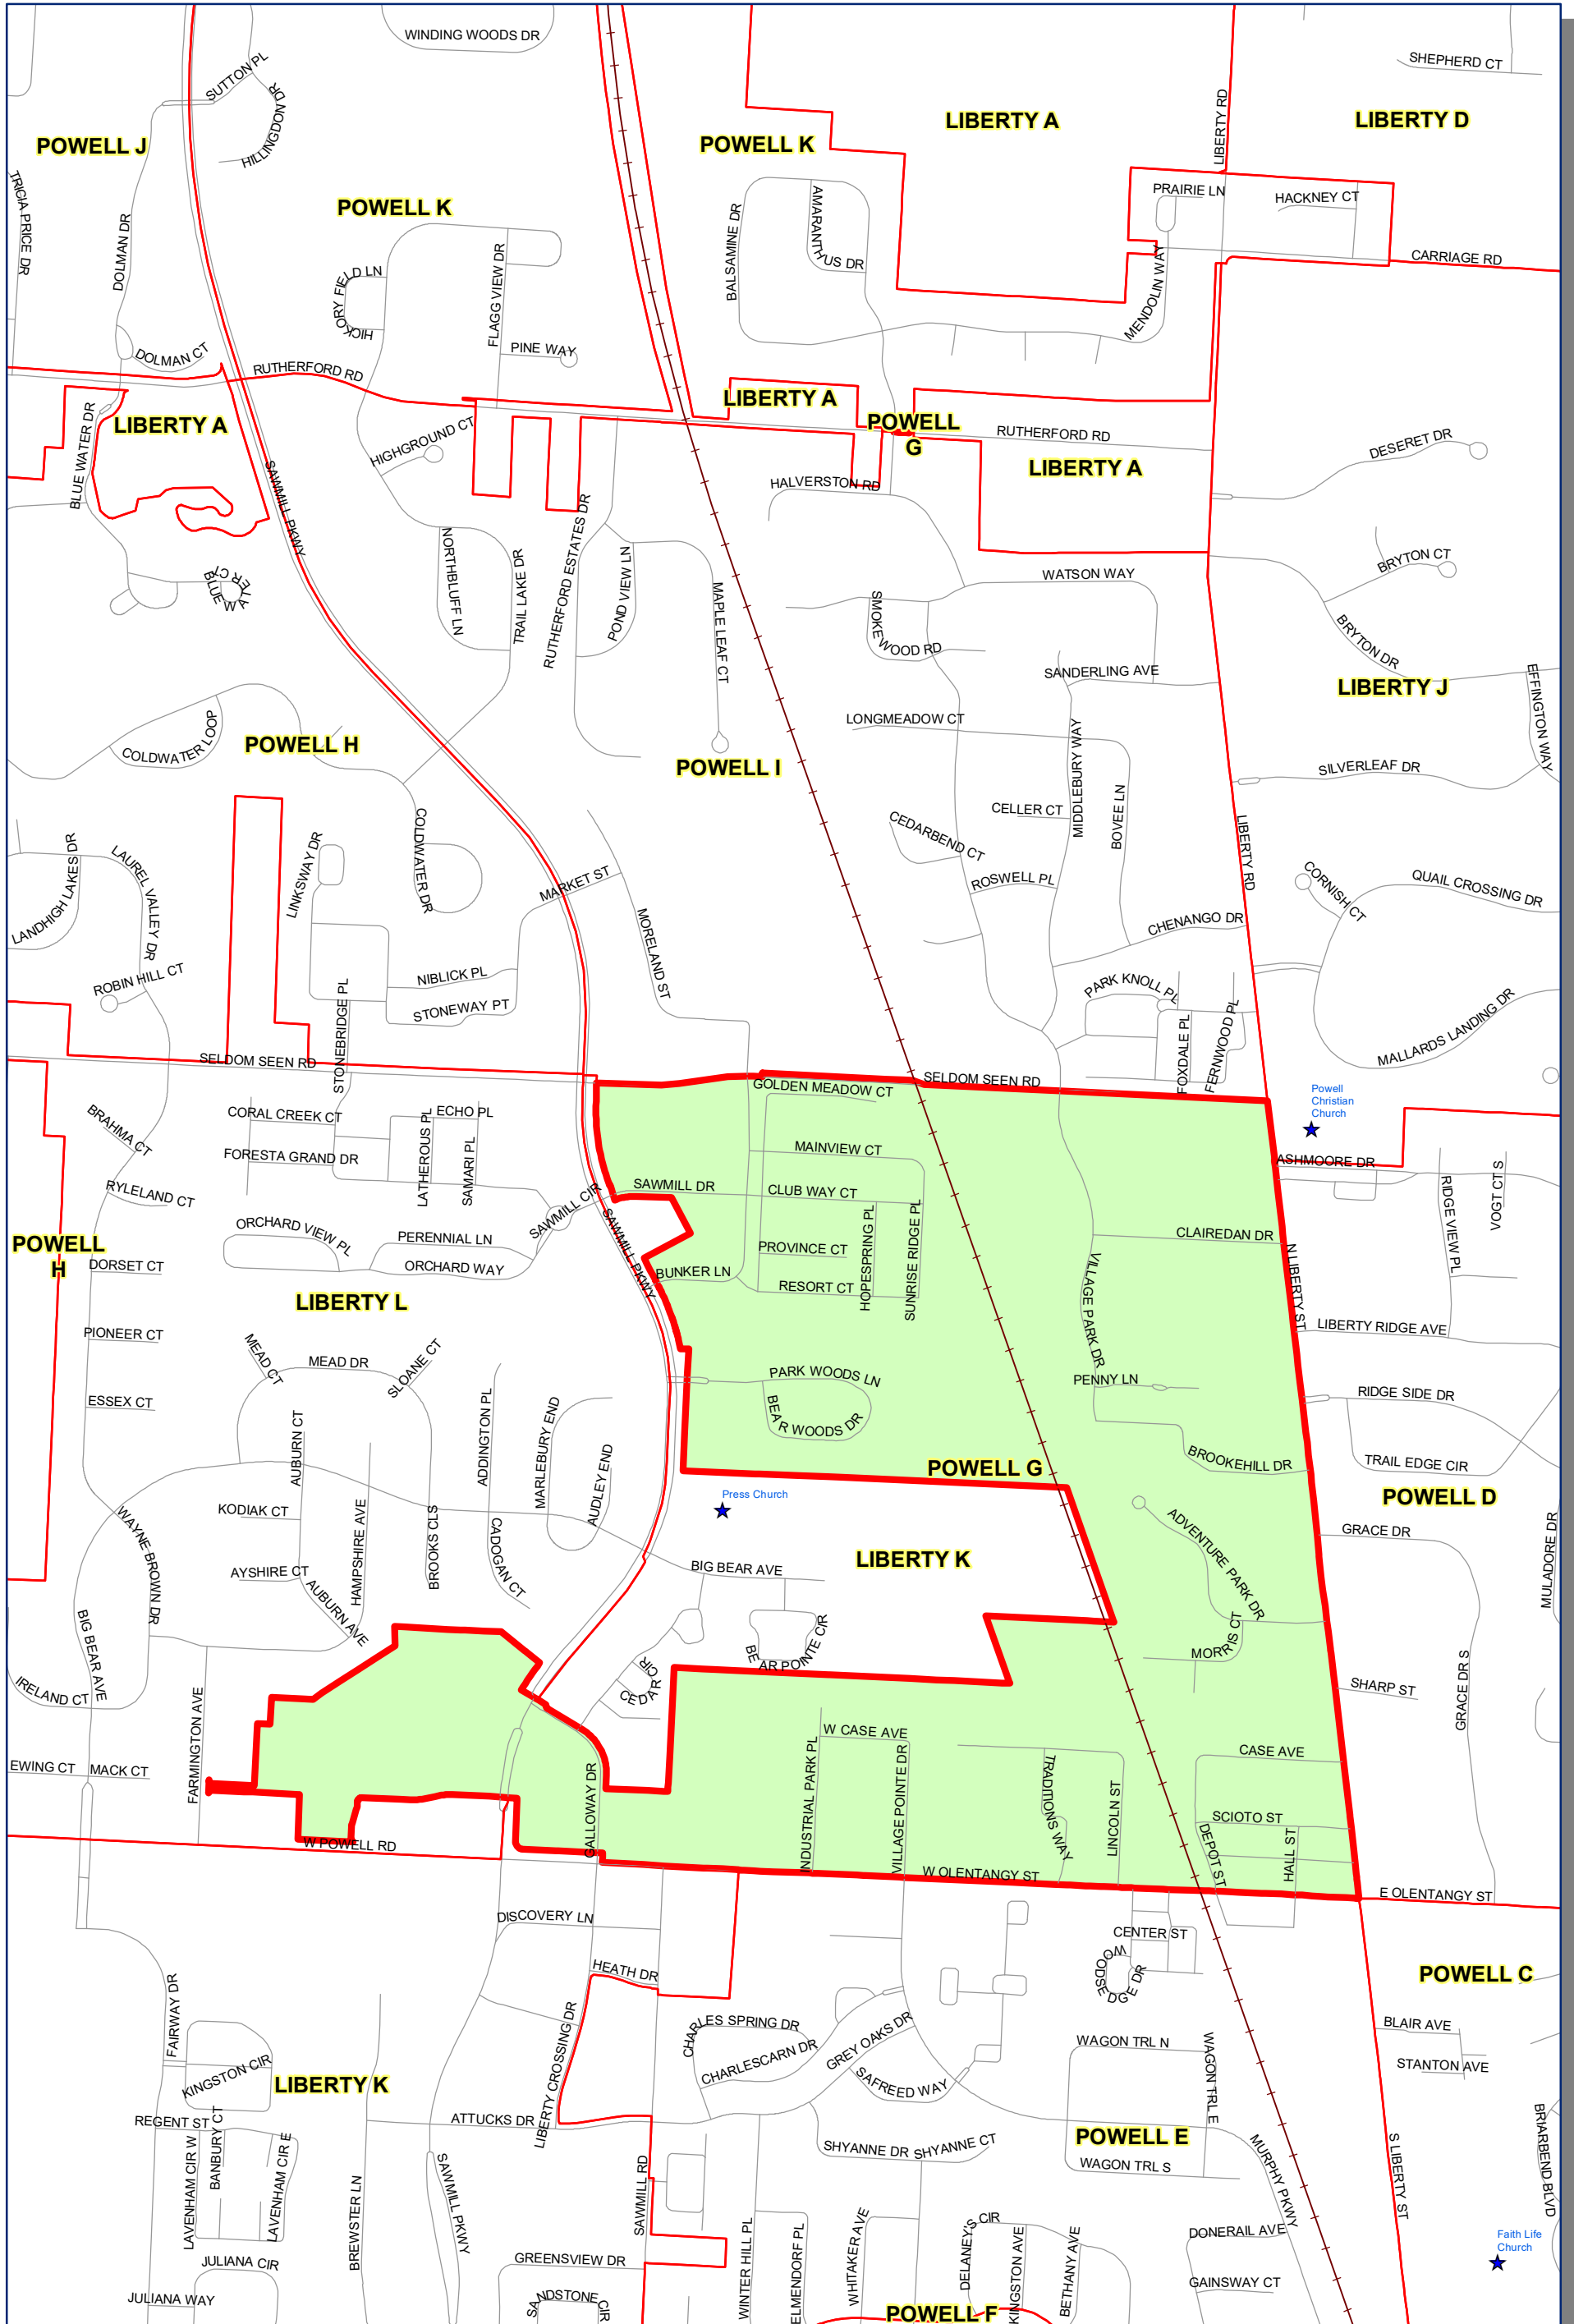 WINDING WOODS DR
SHEPHERD CT
SUTTON PL
HILLINGDON DR
LIBERTY RD
LIBERTY A
LIBERTY D
POWELL J
POWELL K
TRICIA PRICE DR
DOLMAN DR
POWELL K
PRAIRIE LN
HACKNEY CT
BALSAMINE DR
AMARANTHUS DR
CARRIAGE RD
MENDOLIN WAY
HICKORY FIELD LN
FLAGG VIEW DR
PINE WAY
DOLMAN CT
RUTHERFORD RD
LIBERTY A
POWELL
G
RUTHERFORD RD
LIBERTY A
BLUE WATER DR
LIBERTY A
HIGHGROUND CT
DESERET DR
SAWMILL PKWY
HALVERSTON RD
BLUE WATER CT
NORTHBLUFF LN
TRAIL LAKE DR
RUTHERFORD ESTATES DR
POND VIEW LN
MAPLE LEAF CT
WATSON WAY
SMOKEWOOD RD
BRYTON CT
BRYTON DR
SANDERLING AVE
LIBERTY J
EFFINGTON WAY
COLDWATER LOOP
POWELL H
POWELL I
LONGMEADOW CT
MIDDLEBURY WAY
SILVERLEAF DR
CELLER CT
BOVEE LN
CEDARBEND CT
LIBERTY RD
LANDHIGH LAKES DR
LAUREL VALLEY DR
LINKSWAY DR
COLDWATER DR
MARKET ST
MORELAND ST
ROSWELL PL
CORNISH CT
QUAIL CROSSING DR
CHENANGO DR
ROBIN HILL CT
NIBLICK PL
STONEWAY PT
STONEBRIDGE PL
PARK KNOLL PL
FOXDALE PL
FERNWOOD PL
MALLARDS LANDING DR
SELDOM SEEN RD
SELDOM SEEN RD
GOLDEN MEADOW CT
Powell
Christian
Church
BRAHMA CT
CORAL CREEK CT
ECHO PL
FORESTA GRAND DR
LATHEROUS PL
SAMARI PL
MAINVIEW CT
ASHMOORE DR
RYLELAND CT
SAWMILL CIR
SAWMILL DR
CLUB WAY CT
RIDGE VIEW PL
VOGT CT S
POWELL
H
ORCHARD VIEW PL
PERENNIAL LN
ORCHARD WAY
SAWMILL PKWY
PROVINCE CT
HOPESPRING PL
SUNRISE RIDGE PL
CLAIREDAN DR
DORSET CT
BUNKER LN
RESORT CT
VILLAGE PARK DR
N LIBERTY ST
LIBERTY L
PIONEER CT
LIBERTY RIDGE AVE
MEAD CT
MEAD DR
SLOANE CT
PARK WOODS LN
BEAR WOODS DR
PENNY LN
RIDGE SIDE DR
ESSEX CT
AUBURN CT
ADDINGTON PL
MARLEBURY END
AUDLEY END
POWELL G
BROOKEHILL DR
TRAIL EDGE CIR
Press Church
POWELL D
WAYNE BROWN DR
KODIAK CT
HAMPSHIRE AVE
BROOKS CLS
CADOGAN CT
ADVENTURE PARK DR
GRACE DR
MULADORE DR
LIBERTY K
AYSHIRE CT
AUBURN AVE
BIG BEAR AVE
BIG BEAR AVE
BEAR POINTE CIR
MORRIS CT
CEDAR CIR
IRELAND CT
FARMINGTON AVE
SHARP ST
GRACE DR S
W CASE AVE
INDUSTRIAL PARK PL
VILLAGE POINTE DR
CASE AVE
EWING CT
MACK CT
GALLOWAY DR
TRADITIONS WAY
LINCOLN ST
SCIOTO ST
DEPOT ST
HALL ST
W POWELL RD
W OLENTANGY ST
E OLENTANGY ST
DISCOVERY LN
CENTER ST
WOODSEDGE DR
HEATH DR
POWELL C
FAIRWAY DR
LIBERTY CROSSING DR
CHARLES SPRING DR
CHARLESCARN DR
GREY OAKS DR
SAFREED WAY
BLAIR AVE
WAGON TRL N
WAGON TRL E
STANTON AVE
KINGSTON CIR
LIBERTY K
REGENT ST
BANBURY CT
ATTUCKS DR
POWELL E
SHYANNE DR
SHYANNE CT
WAGON TRL S
MURPHY PKWY
S LIBERTY ST
BRIARBEND BLVD
LAVENHAM CIR W
LAVENHAM CIR E
BREWSTER LN
SAWMILL PKWY
SAWMILL RD
WINTER HILL PL
ELMENDORF PL
WHITAKER AVE
DELANEY'S CIR
KINGSTON AVE
BETHANY AVE
DONERAIL AVE
Faith Life
Church
JULIANA CIR
GREENSVIEW DR
GAINSWAY CT
JULIANA WAY
SANDSTONE CIR
POWELL F